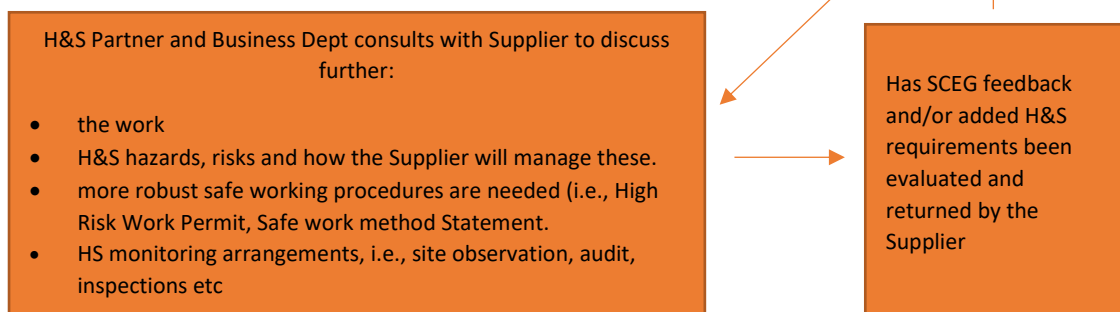 H&S Partner and Business Dept consults with Supplier to discuss
further:
• the work
• H&S hazards, risks and how the Supplier will manage these.
• more robust safe working procedures are needed (i.e., High
Risk Work Permit, Safe work method Statement.
• HS monitoring arrangements, i.e., site observation, audit,
inspections etc
Has SCEG feedback
and/or added H&S
requirements been
evaluated and
returned by the
Supplier